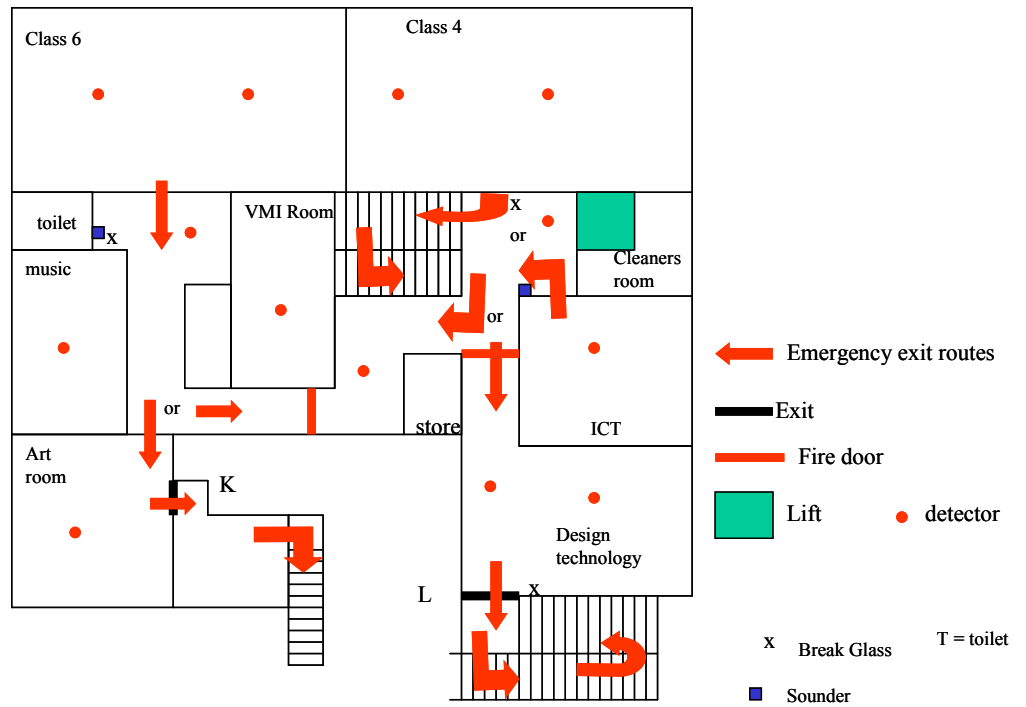 Class 6
Class 4
toilet
x
VMI Room
x
or
music
Cleaners
room
or
or
store
ICT
Art
room
K
Design
technology
L
x
Emergency exit routes
Exit
Fire door
Lift
detector
x
Break Glass
T = toilet
Sounder